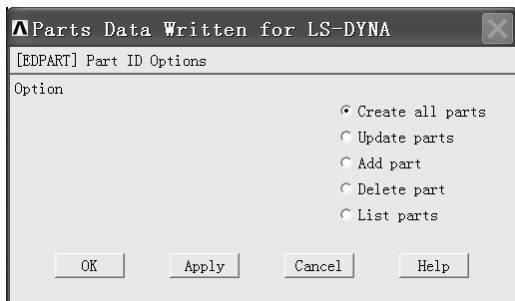 Parts Data Written for LS-DYNA
[EDPART] Part ID Options
Option
Create all parts
Update parts
Add part
Delete part
List parts
OK Apply Cancel Help